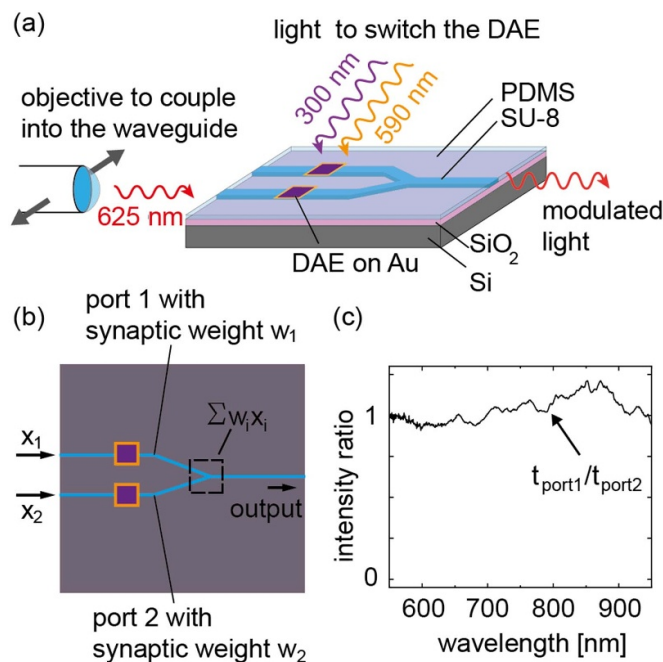 (a)
light to switch the DAE
objective to couple
into the waveguide
300 nm
590 nm
PDMS
SU-8
625 nm
modulated
light
DAE on Au
SiO₂
Si
(b)
port 1 with
synaptic weight w₁
x₁
x₂
∑wᵢxᵢ
output
port 2 with
synaptic weight w₂
(c)
intensity ratio
1
0
t_port1/t_port2
600 700 800 900
wavelength [nm]